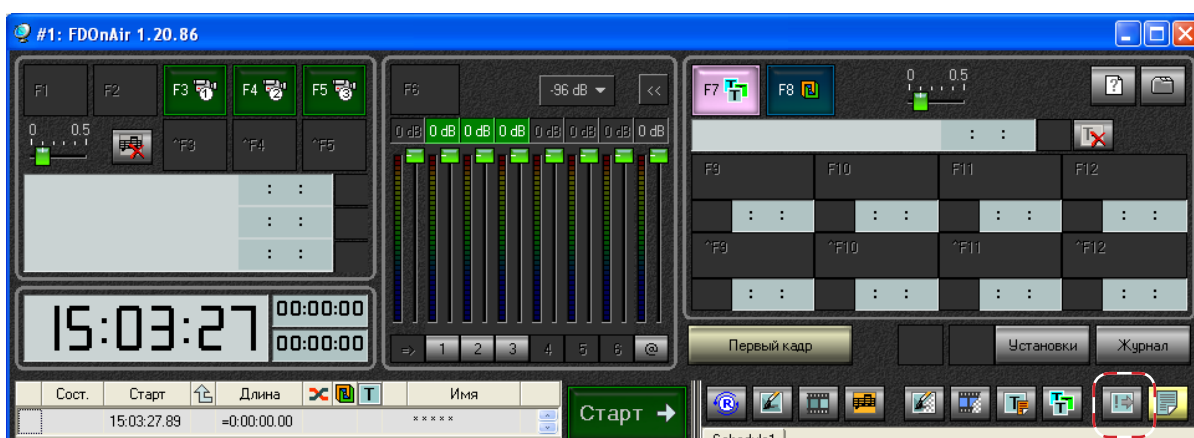 #1: FDOnAir 1.20.86
F1 F2 F3 1 F4 2 F5 3
0 0.5
^F3 ^F4 ^F5
: :
: :
: :
15:03:27
00:00:00
00:00:00
F6 -96 dB <<
0 dB 0 dB 0 dB 0 dB 0 dB 0 dB 0 dB 0 dB
=> 1 2 3 4 5 6 @
F7 T F8
0 0.5
?
: : T
F9 F10 F11 F12
: : : : : : : :
^F9 ^F10 ^F11 ^F12
: : : : : : : :
Первый кадр Установки Журнал
Сост. Старт Длина T Имя
15:03:27.89 =0:00:00.00 * * * * *
Старт
R T T